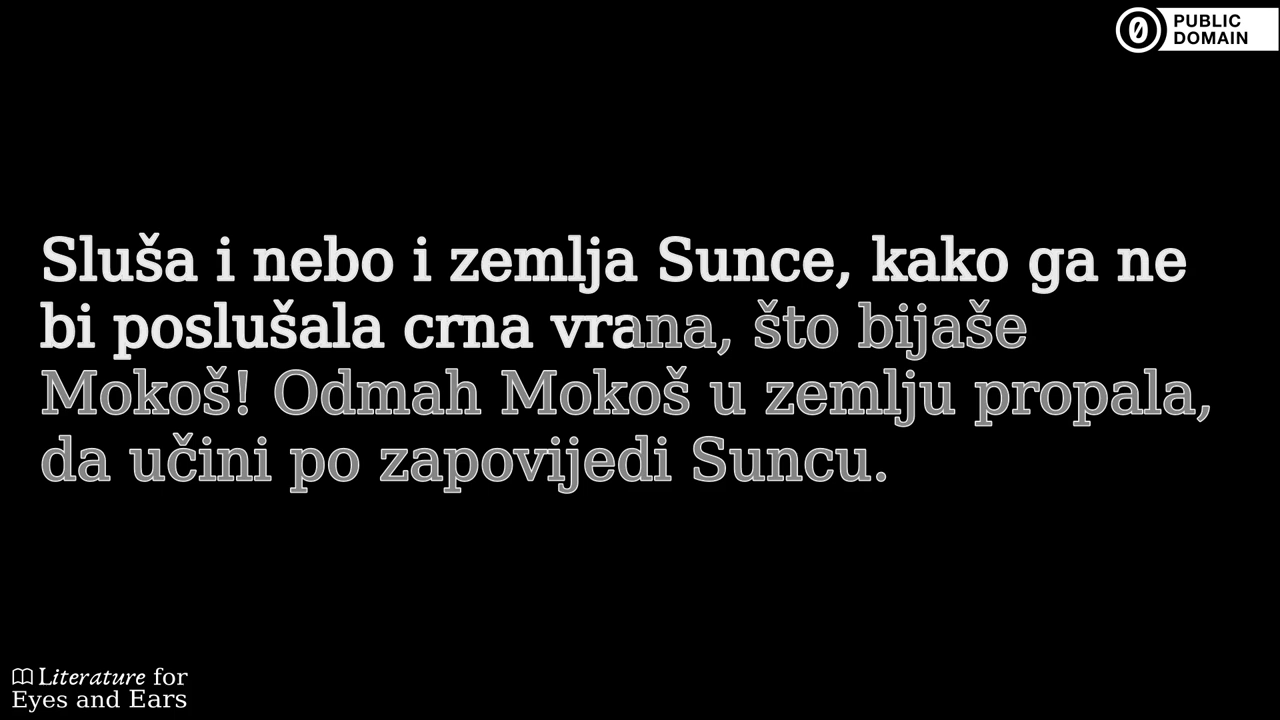 PUBLIC
DOMAIN
Sluša i nebo i zemlja Sunce, kako ga ne
bi poslušala crna vrana, što bijaše
Mokoš! Odmah Mokoš u zemlju propala,
da učini po zapovijedi Suncu.
Literature for
Eyes and Ears